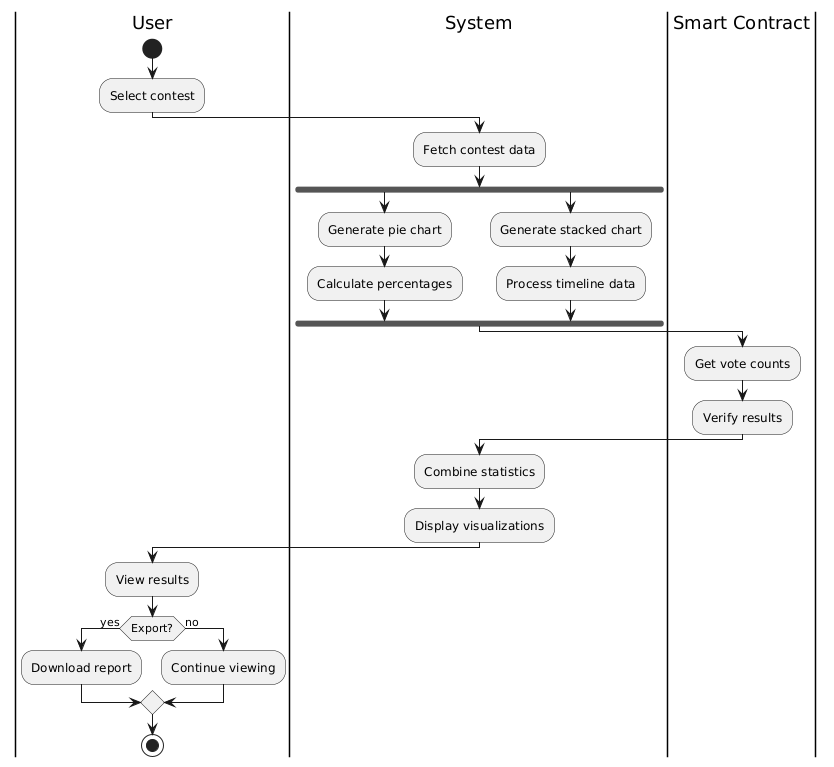 User
System
Smart Contract
Select contest
Fetch contest data
Generate pie chart
Generate stacked chart
Calculate percentages
Process timeline data
Get vote counts
Verify results
Combine statistics
Display visualizations
View results
yes
Export?
no
Download report
Continue viewing